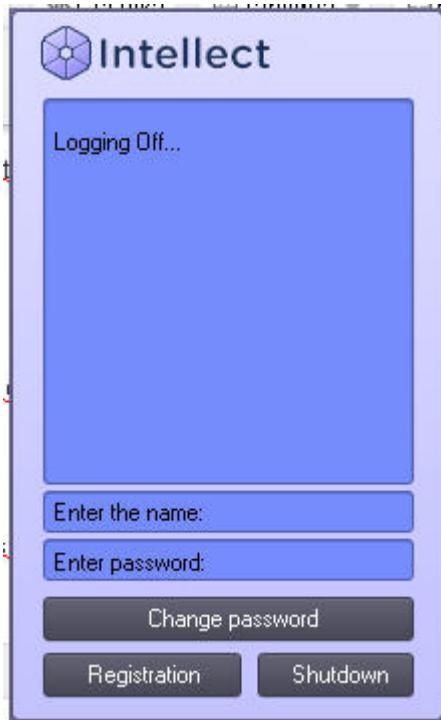 Intellect
Logging Off...
Enter the name:
Enter password:
Change password
Registration
Shutdown